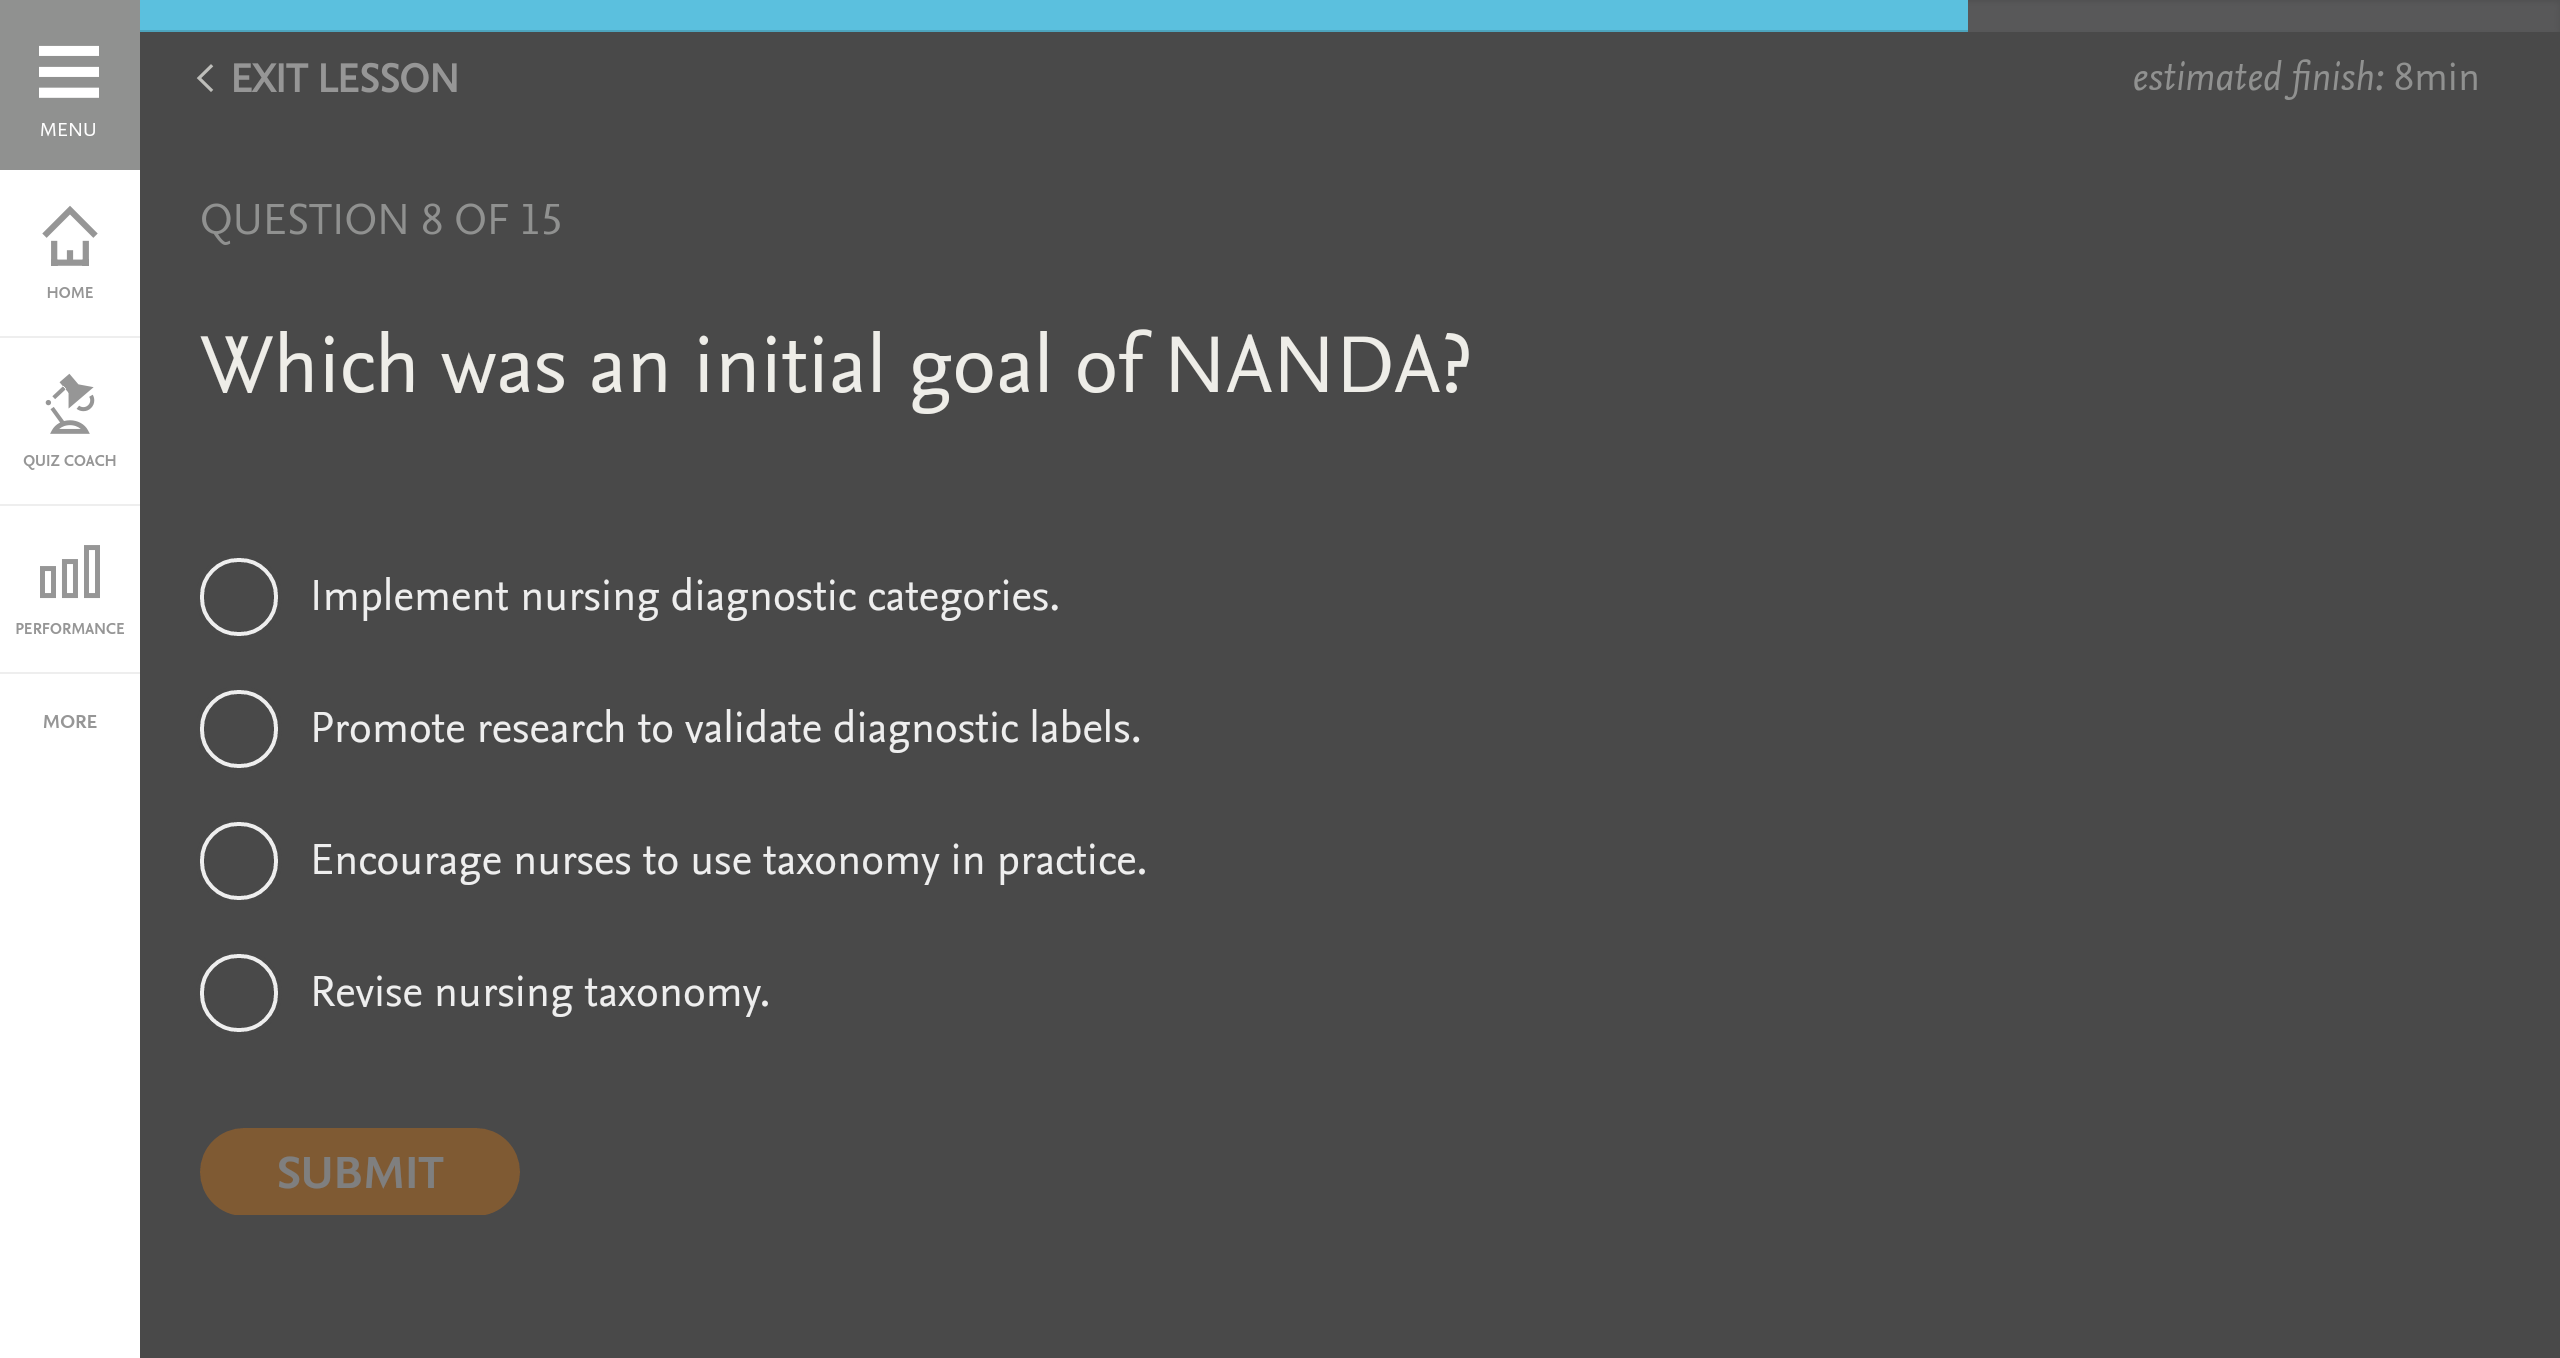 MENU
EXIT LESSON
estimated finish: 8min
HOME
QUIZ COACH
PERFORMANCE
MORE
QUESTION 8 OF 15
Which was an initial goal of NANDA?
Implement nursing diagnostic categories.
Promote research to validate diagnostic labels.
Encourage nurses to use taxonomy in practice.
Revise nursing taxonomy.
SUBMIT